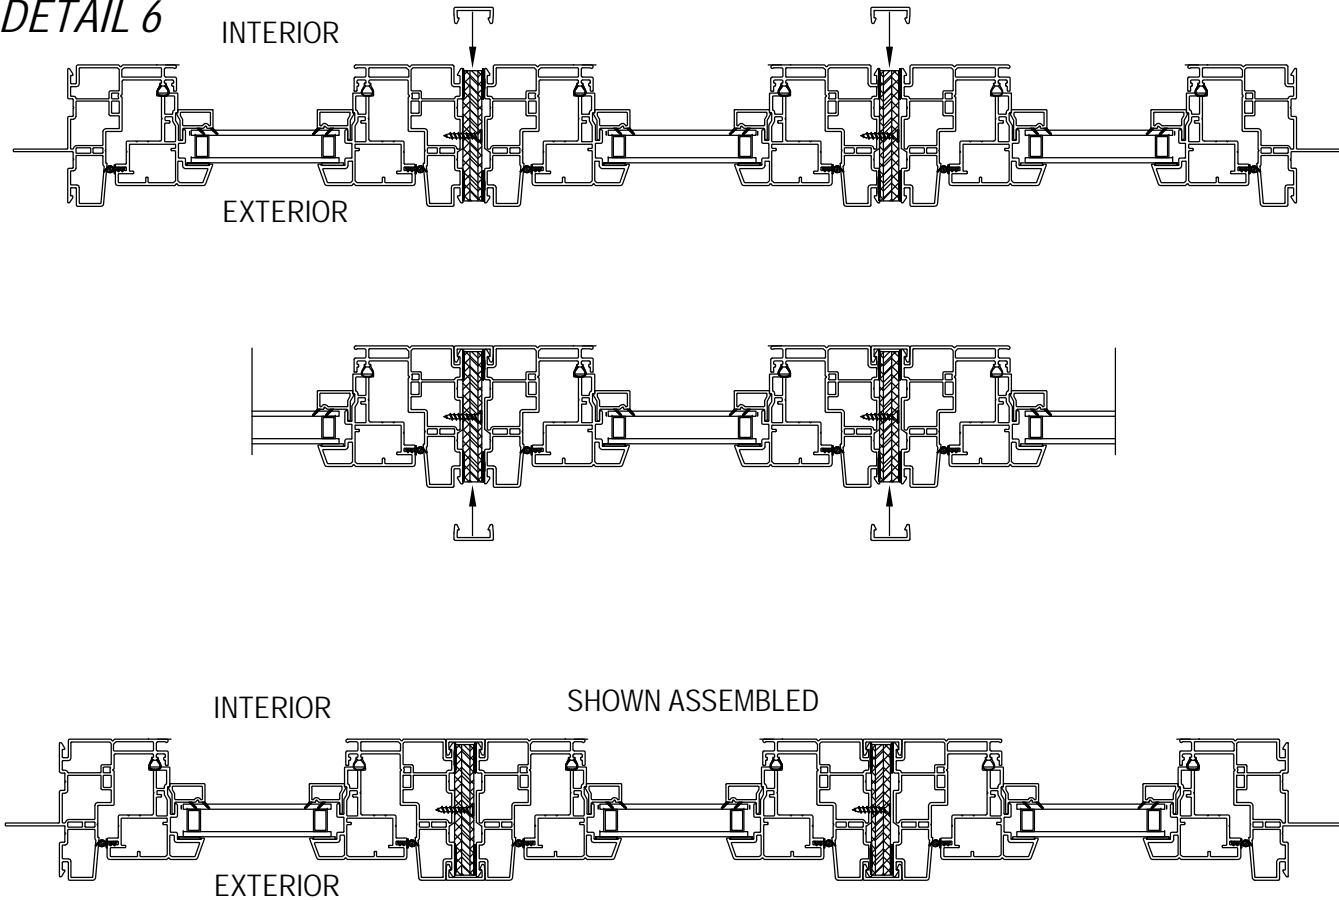 DETAIL 6
INTERIOR
EXTERIOR
INTERIOR
SHOWN ASSEMBLED
EXTERIOR